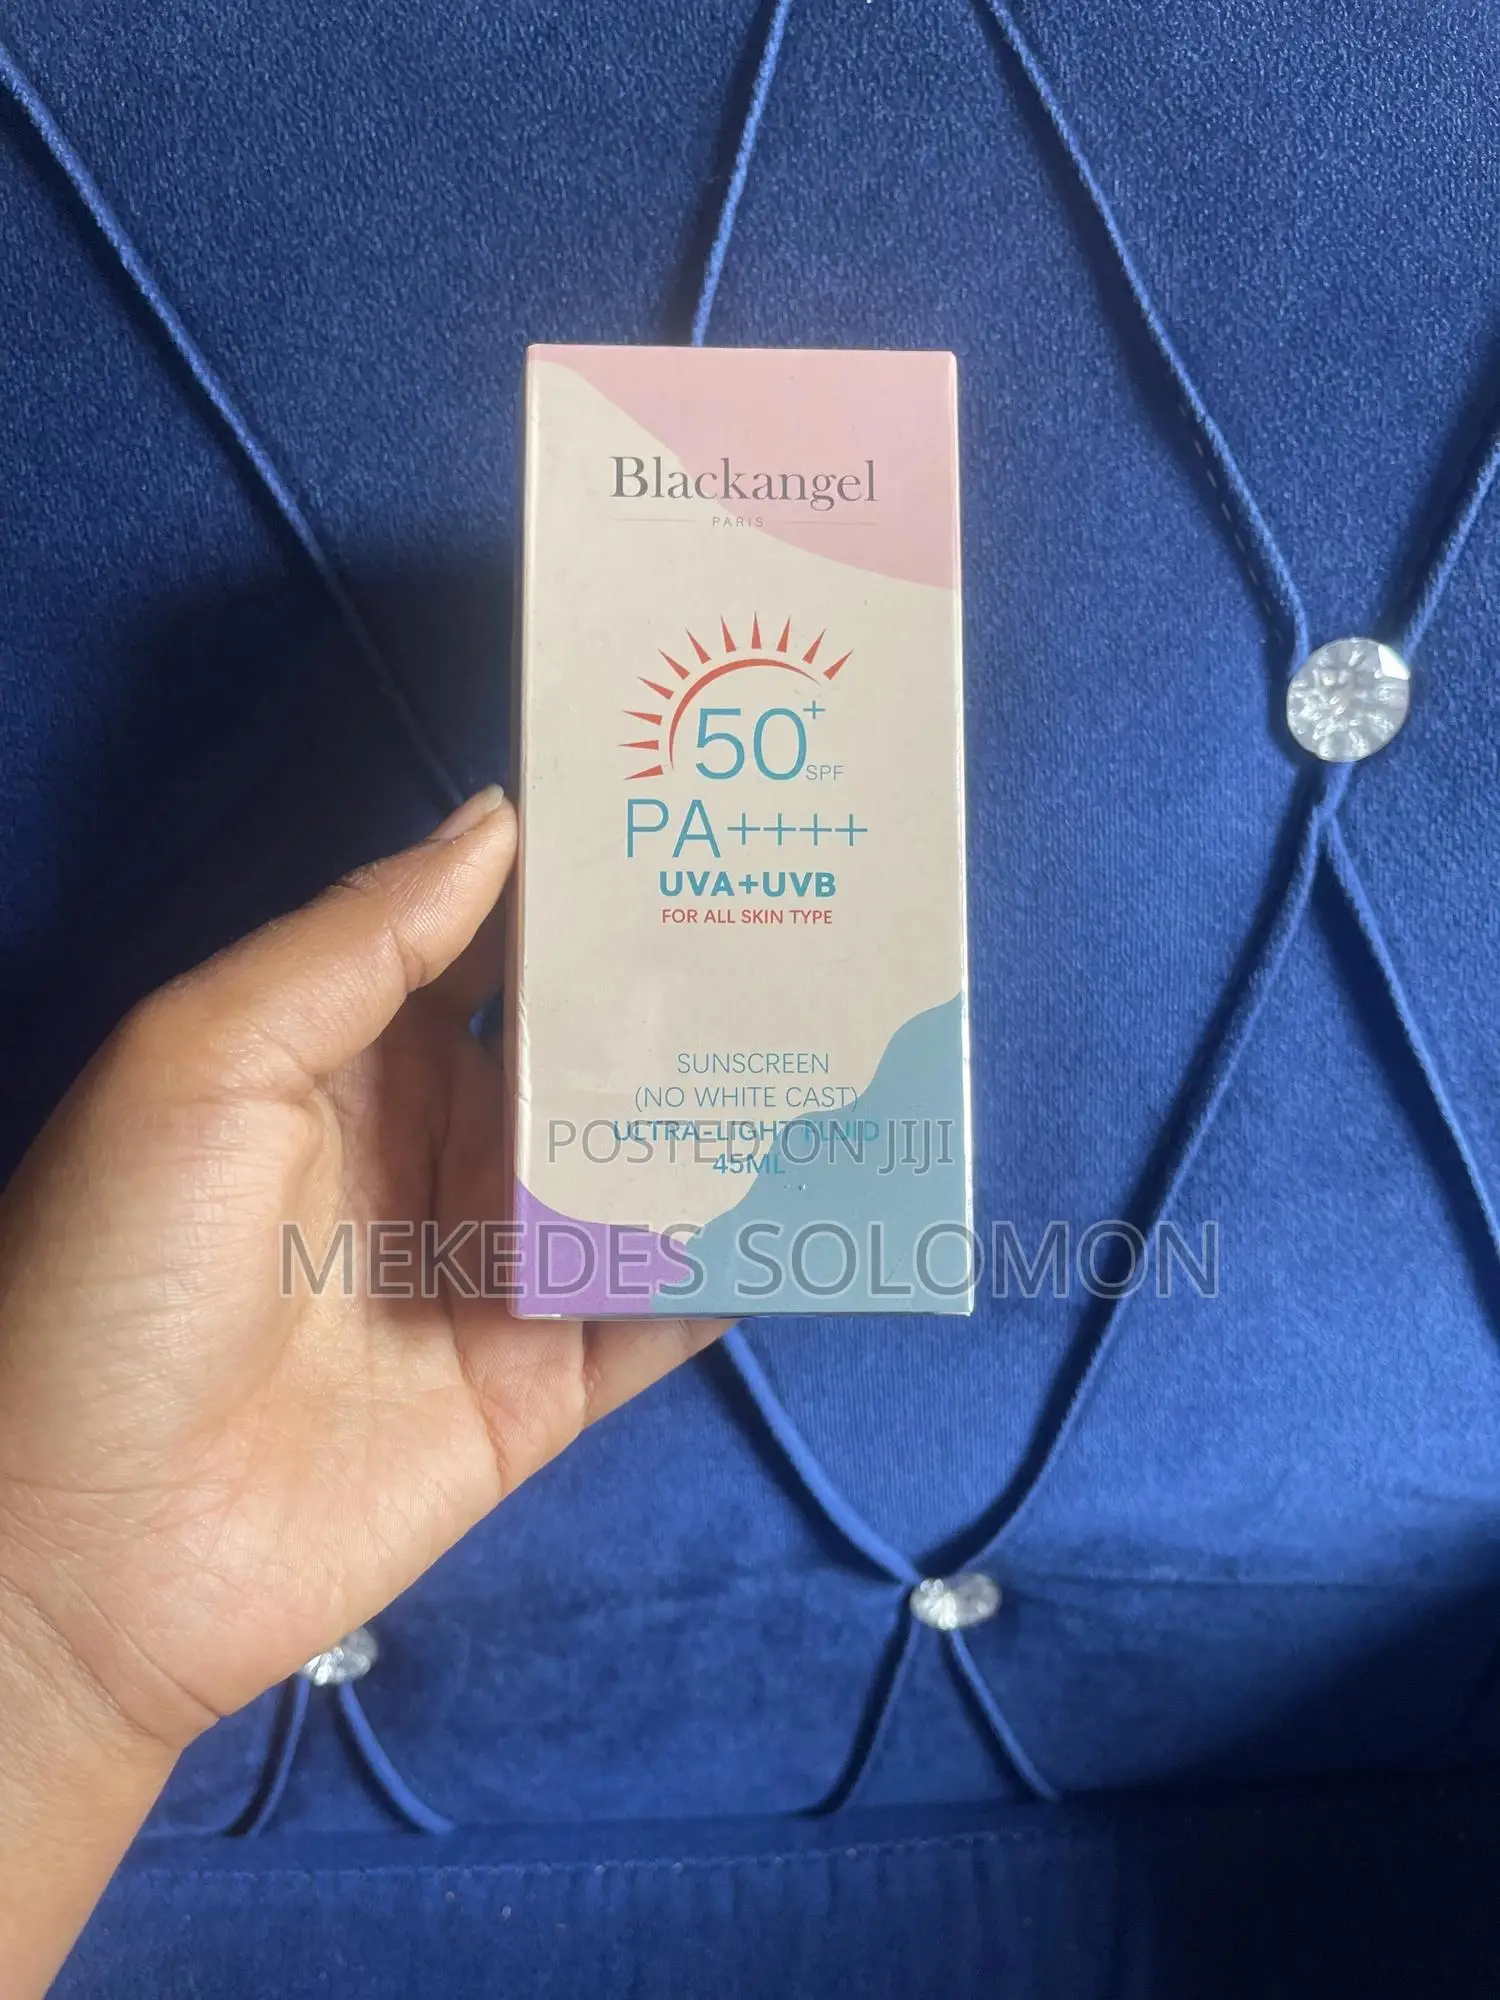 Blackangel
PARIS
50+
SPF
PA++++
UVA+UVB
FOR ALL SKIN TYPE
SUNSCREEN
(NO WHITE CAST)
ULTRA-LIGHT FLUID
POSTED ON JIJI
45ML
MEKEDES SOLOMON